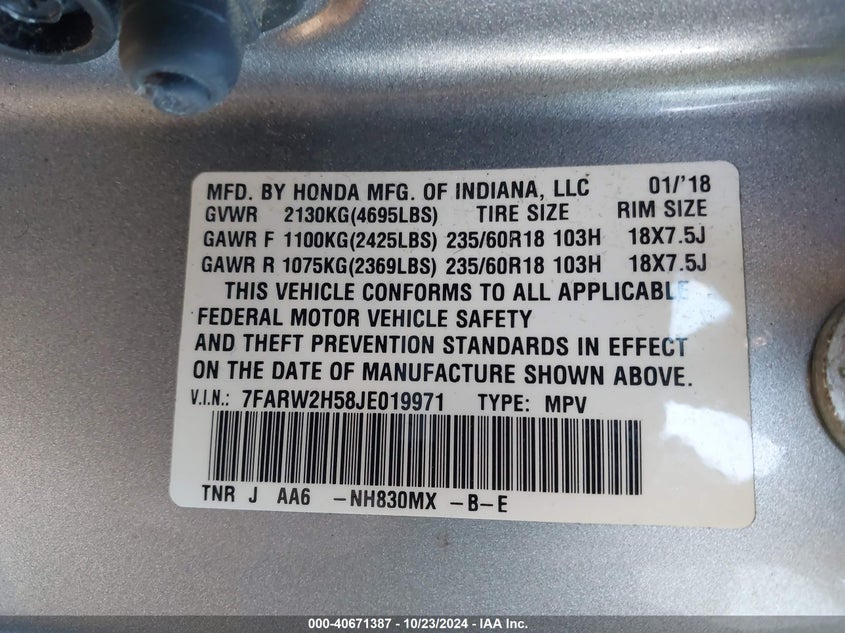 MFD. BY HONDA MFG. OF INDIANA, LLC 01/'18
GVWR 2130KG(4695LBS) TIRE SIZE RIM SIZE
GAWR F 1100KG(2425LBS) 235/60R18 103H 18X7.5J
GAWR R 1075KG(2369LBS) 235/60R18 103H 18X7.5J
THIS VEHICLE CONFORMS TO ALL APPLICABLE
FEDERAL MOTOR VEHICLE SAFETY
AND THEFT PREVENTION STANDARDS IN EFFECT
ON THE DATE OF MANUFACTURE SHOWN ABOVE.
V.I.N.: 7FARW2H58JE019971 TYPE: MPV
TNR J AA6 -NH830MX -B-E
000-40671387 - 10/23/2024 - IAA Inc.